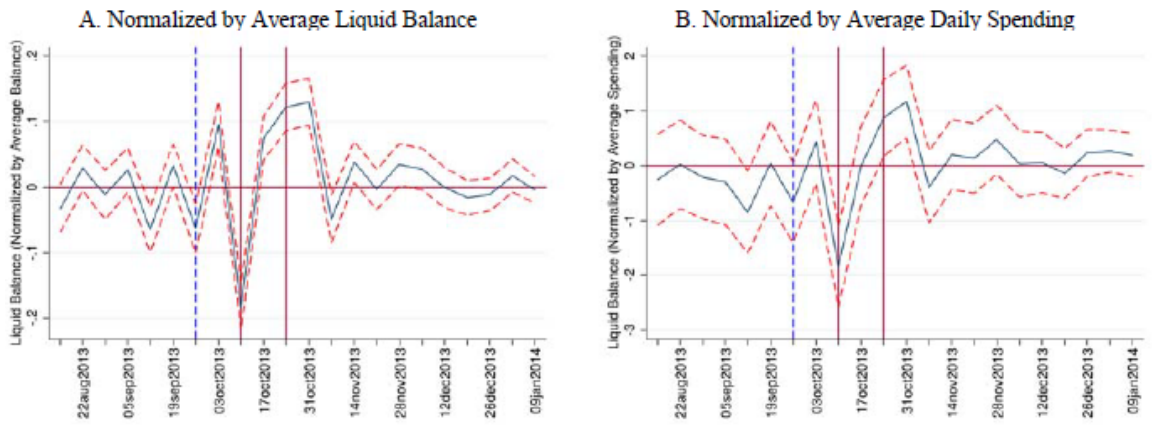 A. Normalized by Average Liquid Balance
Liquid Balance (Normalized by Average Balance)
.2
.1
0
-.1
-.2
22aug2013
05sep2013
19sep2013
03oct2013
17oct2013
31oct2013
14nov2013
28nov2013
12dec2013
26dec2013
09jan2014
B. Normalized by Average Daily Spending
Liquid Balance (Normalized by Average Spending)
2
1
0
-1
-2
-3
22aug2013
05sep2013
19sep2013
03oct2013
17oct2013
31oct2013
14nov2013
28nov2013
12dec2013
26dec2013
09jan2014